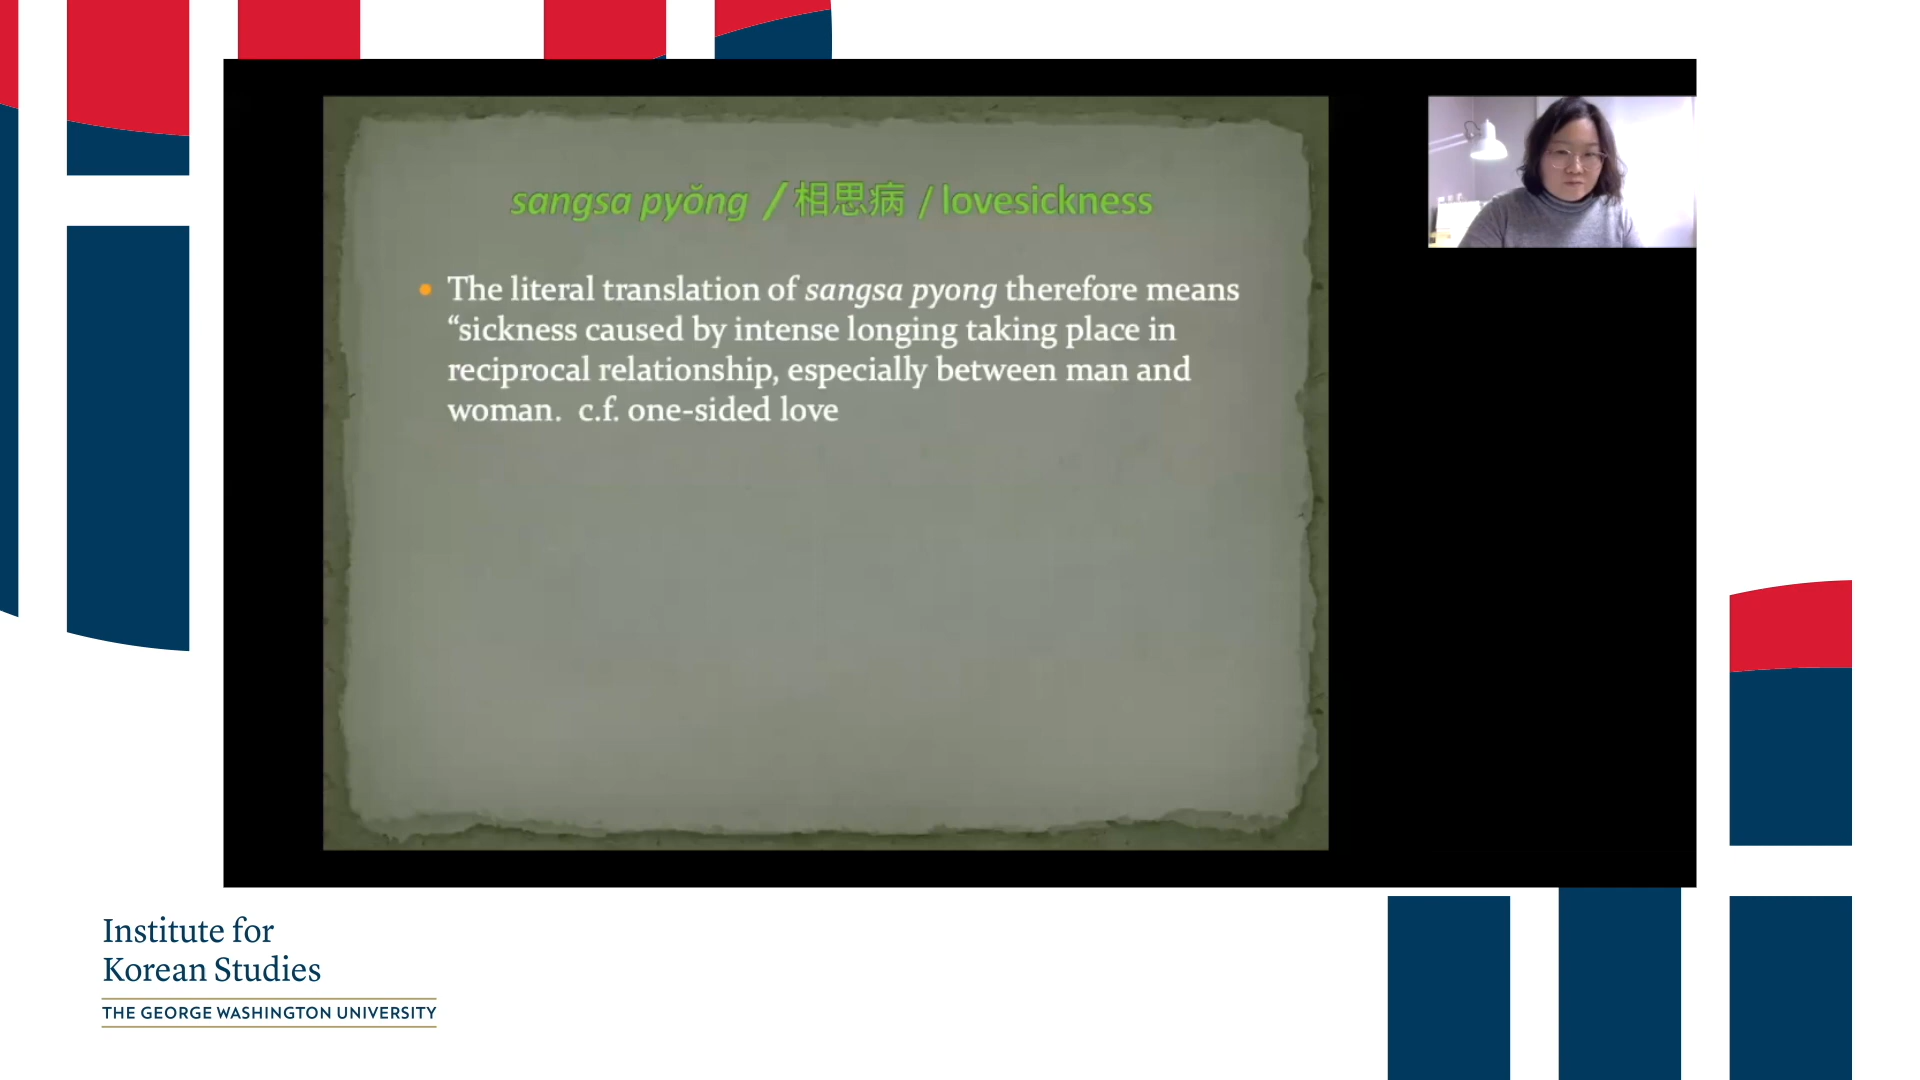 sangsa pyŏng / 相思病 / lovesickness
• The literal translation of sangsa pyong therefore means
“sickness caused by intense longing taking place in
reciprocal relationship, especially between man and
woman.  c.f. one-sided love
Institute for
Korean Studies
THE GEORGE WASHINGTON UNIVERSITY